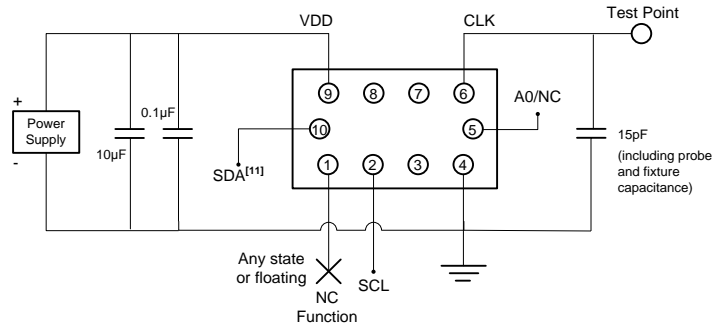 VDD
CLK
Test Point
9
8
7
6
A0/NC
+
Power
Supply
-
0.1µF
10µF
10
5
15pF
(including probe
and fixture
capacitance)
SDA[11]
1
2
3
4
Any state
or floating
NC
Function
SCL